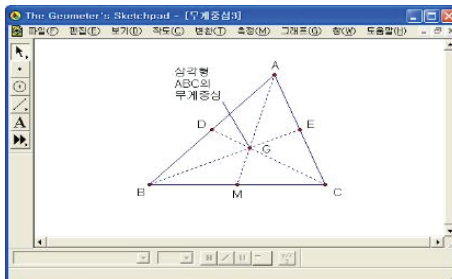 The Geometer's Sketchpad - [무게중심3]
파일(F) 편집(E) 보기(D) 작도(C) 변환(T) 측정(M) 그래프(G) 창(W) 도움말(H)
A
삼각형
ABC의
무게중심
A
D
E
G
B
M
C